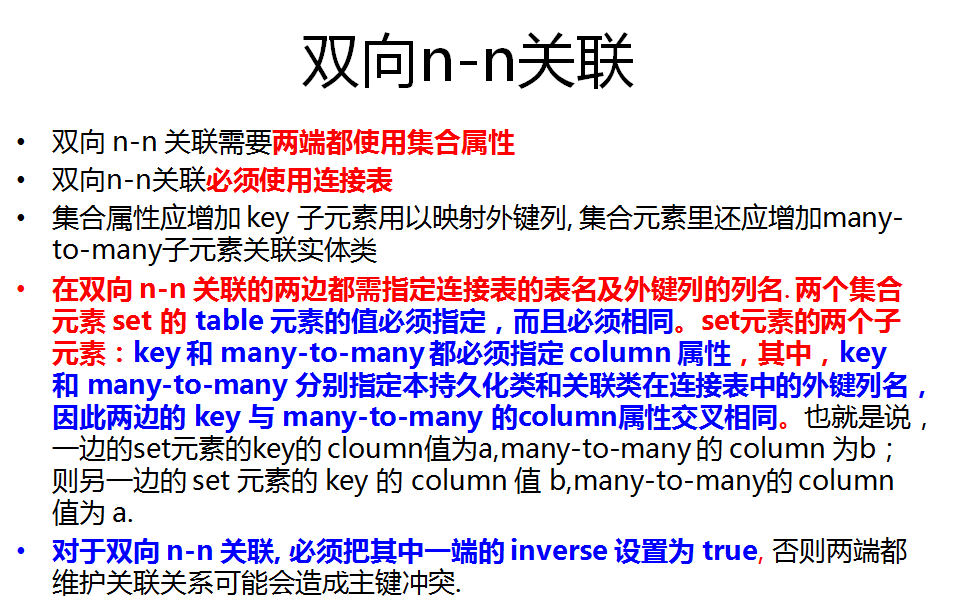 双向n-n关联
• 双向 n-n 关联需要两端都使用集合属性
• 双向n-n关联必须使用连接表
• 集合属性应增加 key 子元素用以映射外键列, 集合元素里还应增加many-
to-many子元素关联实体类
• 在双向 n-n 关联的两边都需指定连接表的表名及外键列的列名. 两个集合
元素 set 的 table 元素的值必须指定，而且必须相同。set元素的两个子
元素：key 和 many-to-many 都必须指定 column 属性，其中，key
和 many-to-many 分别指定本持久化类和关联类在连接表中的外键列名，
因此两边的 key 与 many-to-many 的column属性交叉相同。也就是说，
一边的set元素的key的 cloumn值为a,many-to-many 的 column 为b；
则另一边的 set 元素的 key 的 column 值 b,many-to-many的 column
值为 a.
• 对于双向 n-n 关联, 必须把其中一端的 inverse 设置为 true, 否则两端都
维护关联关系可能会造成主键冲突.